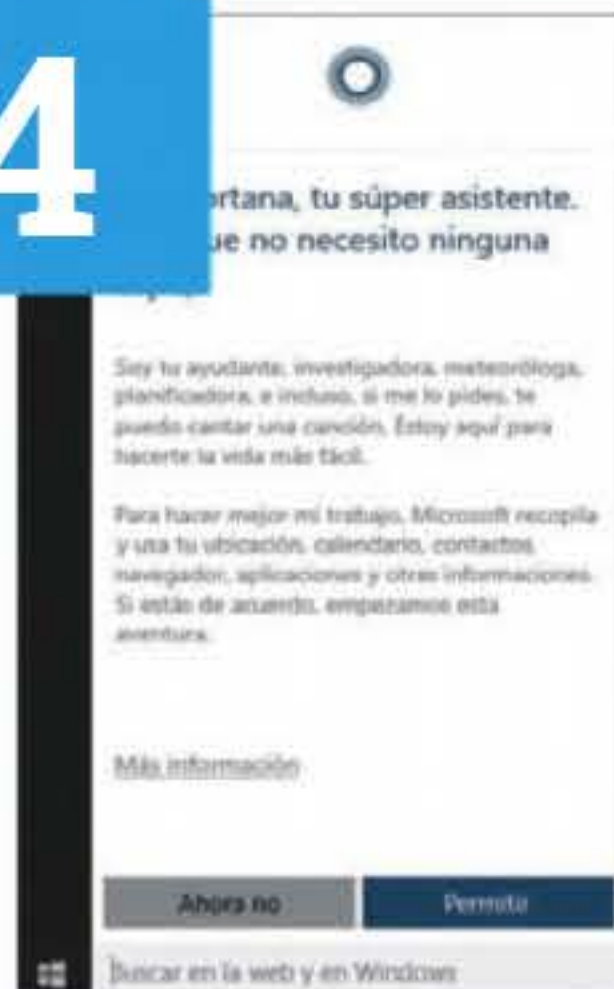 4
ortana, tu súper asistente.
ue no necesito ninguna
Soy tu ayudante, investigadora, meteoróloga,
planificadora, e incluso, si me lo pides, te
puedo cantar una canción. Estoy aquí para
hacerte la vida más fácil.
Para hacer mejor mi trabajo, Microsoft recopila
y usa tu ubicación, calendario, contactos,
navegador, aplicaciones y otras informaciones.
Si estás de acuerdo, empezamos esta
aventura.
Más información
Ahora no
Permitir
Buscar en la web y en Windows